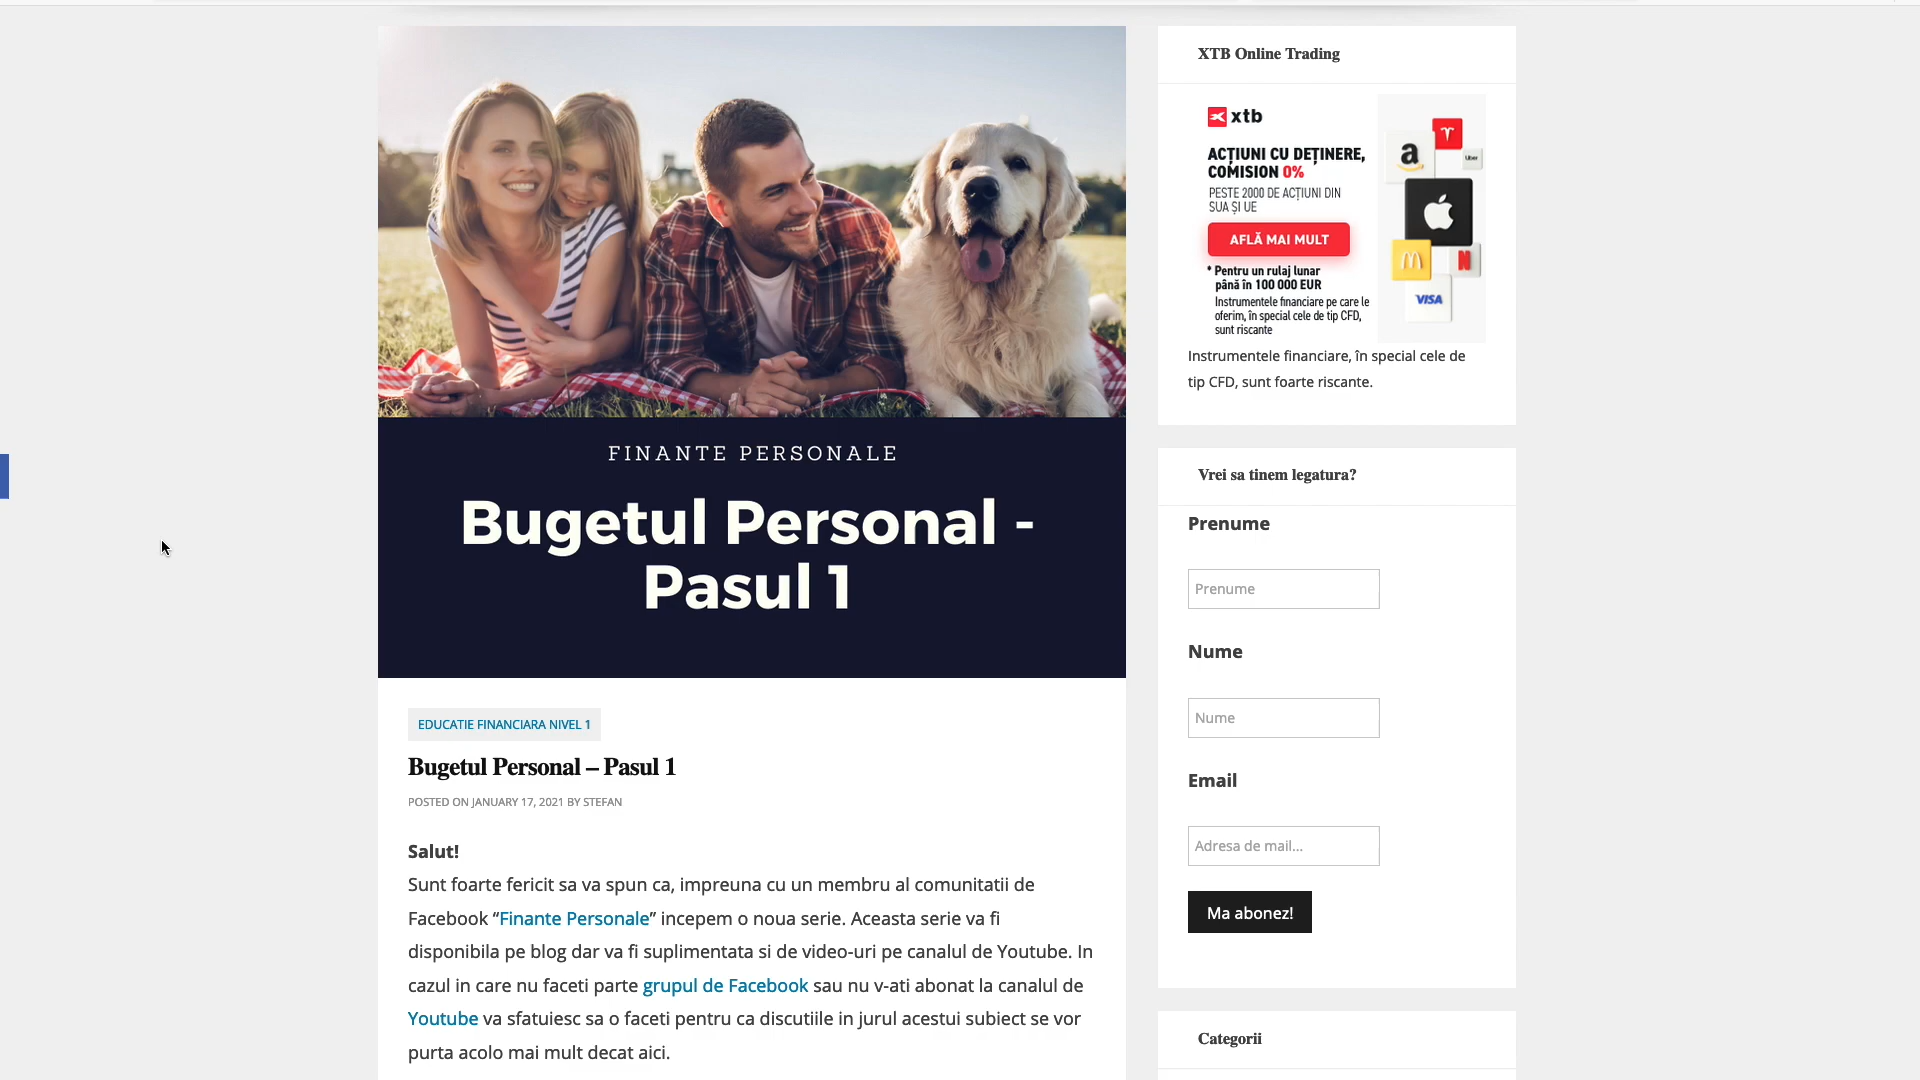 FINANTE PERSONALE
Bugetul Personal -
Pasul 1
EDUCATIE FINANCIARA NIVEL 1
Bugetul Personal – Pasul 1
POSTED ON JANUARY 17, 2021 BY STEFAN
Salut!
Sunt foarte fericit sa va spun ca, impreuna cu un membru al comunitatii de
Facebook “Finante Personale” incepem o noua serie. Aceasta serie va fi
disponibila pe blog dar va fi suplimentata si de video-uri pe canalul de Youtube. In
cazul in care nu faceti parte grupul de Facebook sau nu v-ati abonat la canalul de
Youtube va sfatuiesc sa o faceti pentru ca discutiile in jurul acestui subiect se vor
purta acolo mai mult decat aici.
XTB Online Trading
xtb
ACȚIUNI CU DEȚINERE,
COMISION 0%
PESTE 2000 DE ACȚIUNI DIN
SUA ȘI UE
AFLĂ MAI MULT
* Pentru un rulaj lunar
până în 100 000 EUR
Instrumentele financiare pe care le
oferim, în special cele de tip CFD,
sunt riscante
a
Uber
VISA
Instrumentele financiare, în special cele de
tip CFD, sunt foarte riscante.
Vrei sa tinem legatura?
Prenume
Prenume
Nume
Nume
Email
Adresa de mail...
Ma abonez!
Categorii